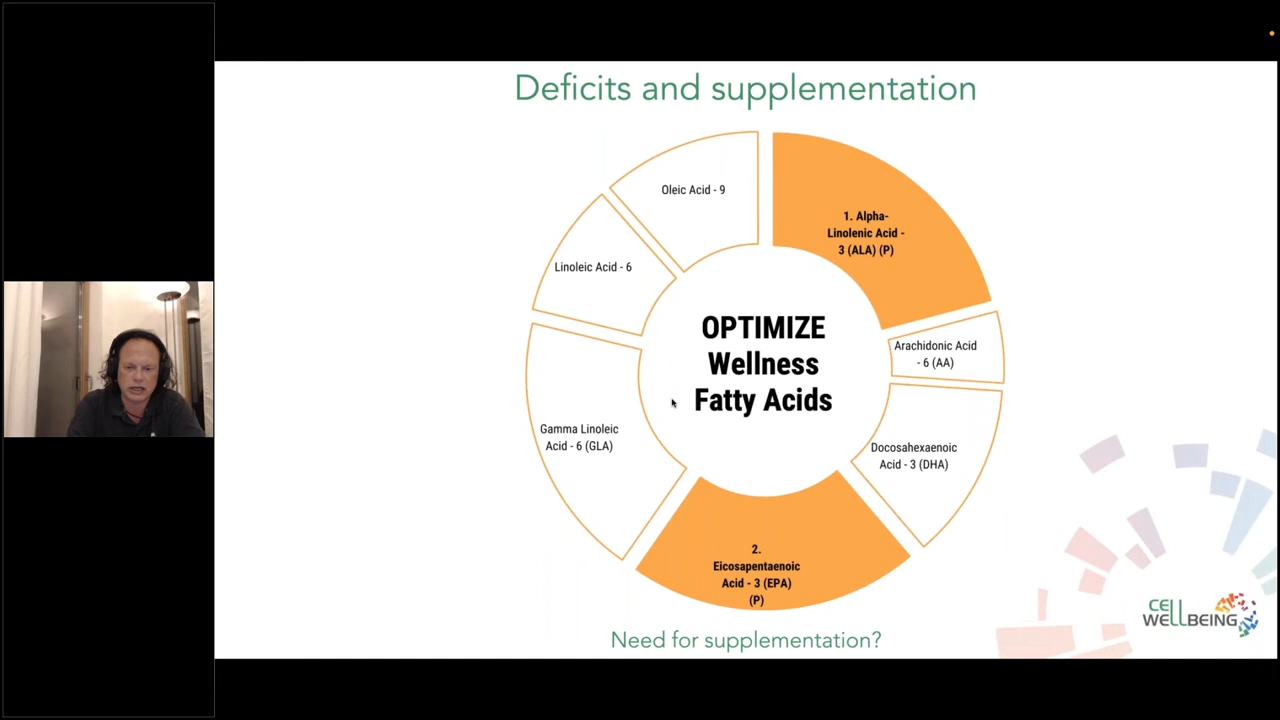 Deficits and supplementation
Oleic Acid - 9
1. Alpha-
Linolenic Acid -
3 (ALA) (P)
Linoleic Acid - 6
Arachidonic Acid
- 6 (AA)
OPTIMIZE
Wellness
Fatty Acids
Gamma Linoleic
Acid - 6 (GLA)
Docosahexaenoic
Acid - 3 (DHA)
2.
Eicosapentaenoic
Acid - 3 (EPA)
(P)
Need for supplementation?
CELL
WELLBEING